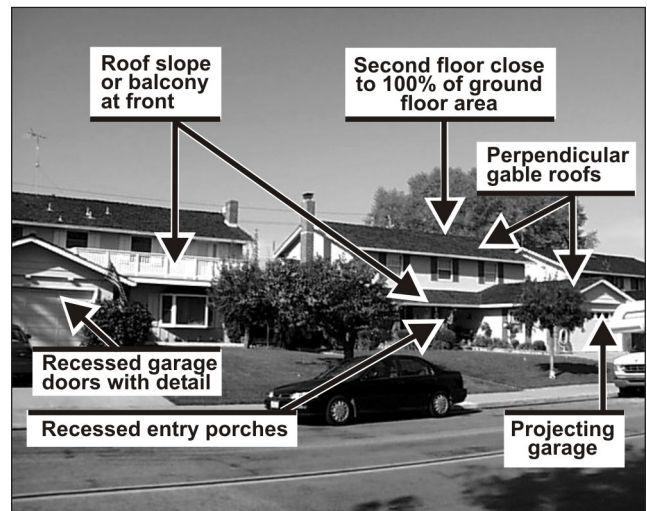 Roof slope
or balcony
at front
Second floor close
to 100% of ground
floor area
Perpendicular
gable roofs
Recessed garage
doors with detail
Recessed entry porches
Projecting
garage